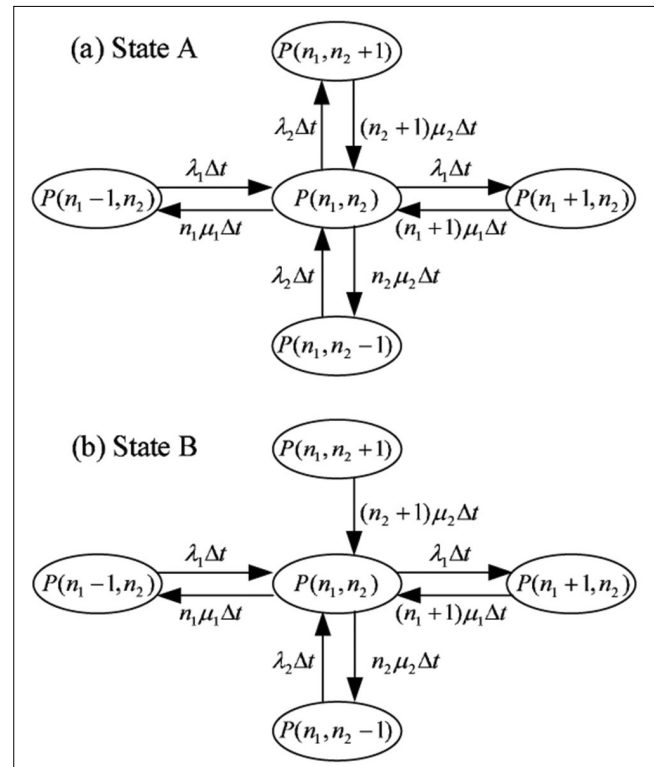 (a) State A
P(n₁, n₂ + 1)
λ₂Δt
(n₂ + 1)μ₂Δt
λ₁Δt
λ₁Δt
P(n₁ − 1, n₂)
P(n₁, n₂)
P(n₁ + 1, n₂)
n₁μ₁Δt
(n₁ + 1)μ₁Δt
λ₂Δt
n₂μ₂Δt
P(n₁, n₂ − 1)
(b) State B
P(n₁, n₂ + 1)
(n₂ + 1)μ₂Δt
λ₁Δt
λ₁Δt
P(n₁ − 1, n₂)
P(n₁, n₂)
P(n₁ + 1, n₂)
n₁μ₁Δt
(n₁ + 1)μ₁Δt
λ₂Δt
n₂μ₂Δt
P(n₁, n₂ − 1)